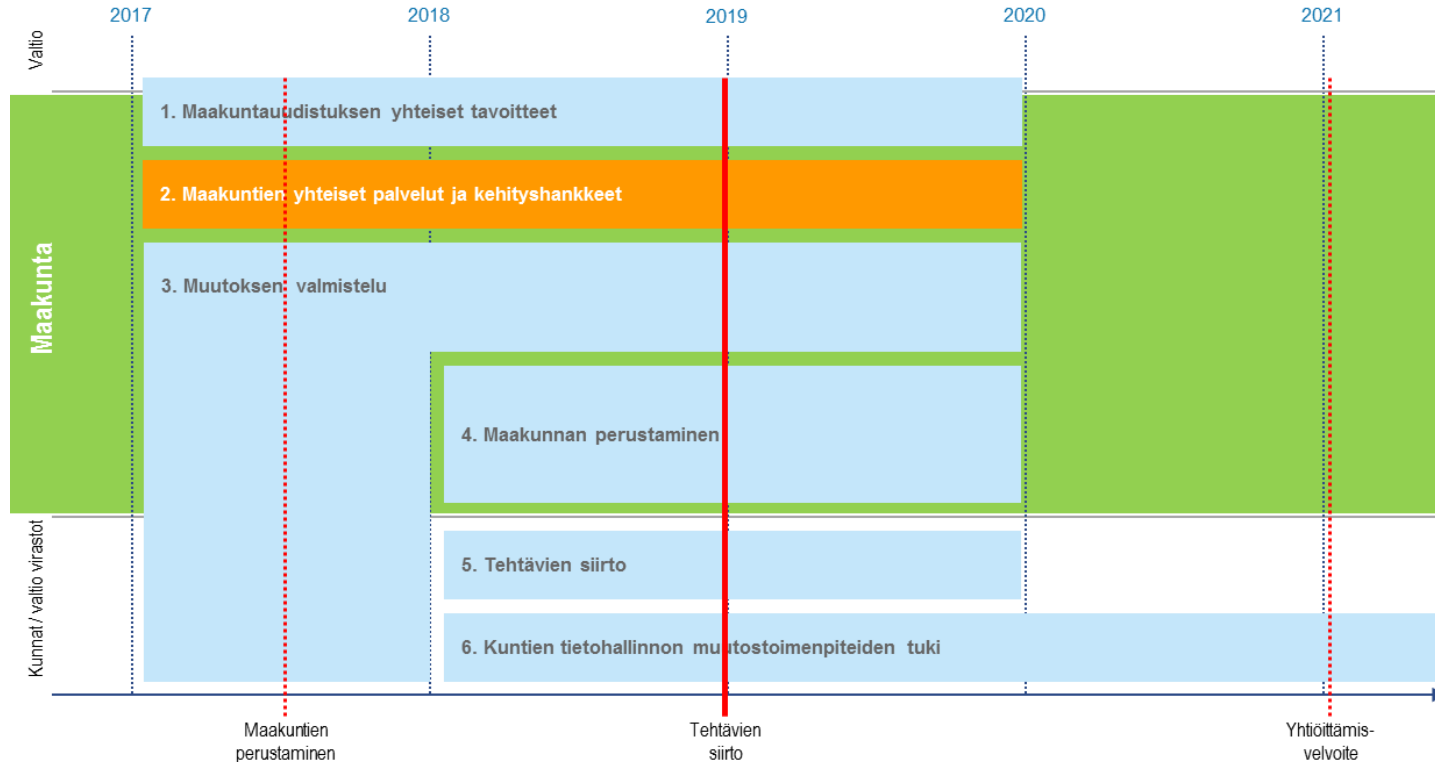 2017
2018
2019
2020
2021
Valtio
1. Maakuntauudistuksen yhteiset tavoitteet
2. Maakuntien yhteiset palvelut ja kehityshankkeet
Maakunta
3. Muutoksen valmistelu
4. Maakunnan perustaminen
Kunnat / valtio virastot
5. Tehtävien siirto
6. Kuntien tietohallinnon muutostoimenpiteiden tuki
Maakuntien
perustaminen
Tehtävien
siirto
Yhtiöittämis-
velvoite